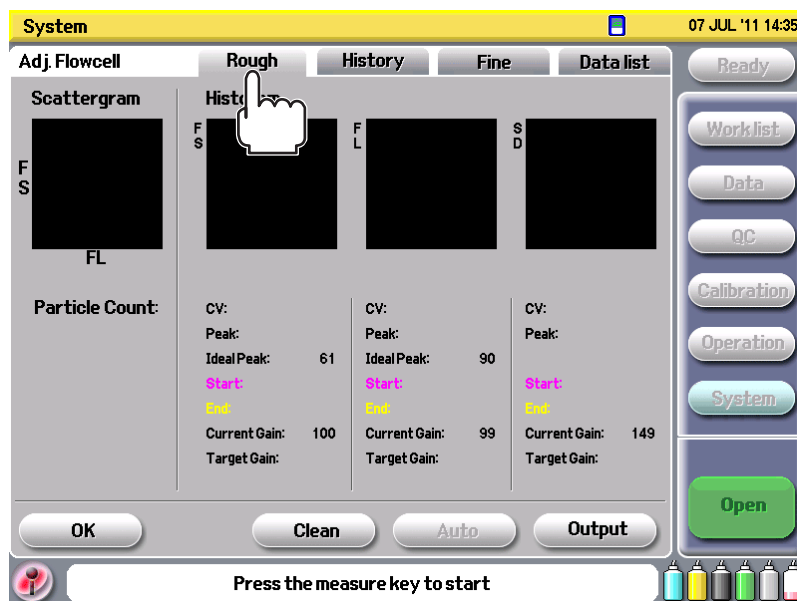 System
07 JUL '11 14:35
Adj. Flowcell
Rough
History
Fine
Data list
Ready
Scattergram
F
S
FL
F
S
F
L
S
D
Particle Count:
CV:
Peak:
Ideal Peak: 61
Start:
End:
Current Gain: 100
Target Gain:
CV:
Peak:
Ideal Peak: 90
Start:
End:
Current Gain: 99
Target Gain:
CV:
Peak:
Start:
End:
Current Gain: 149
Target Gain:
Work list
Data
QC
Calibration
Operation
System
Open
OK
Clean
Auto
Output
Press the measure key to start